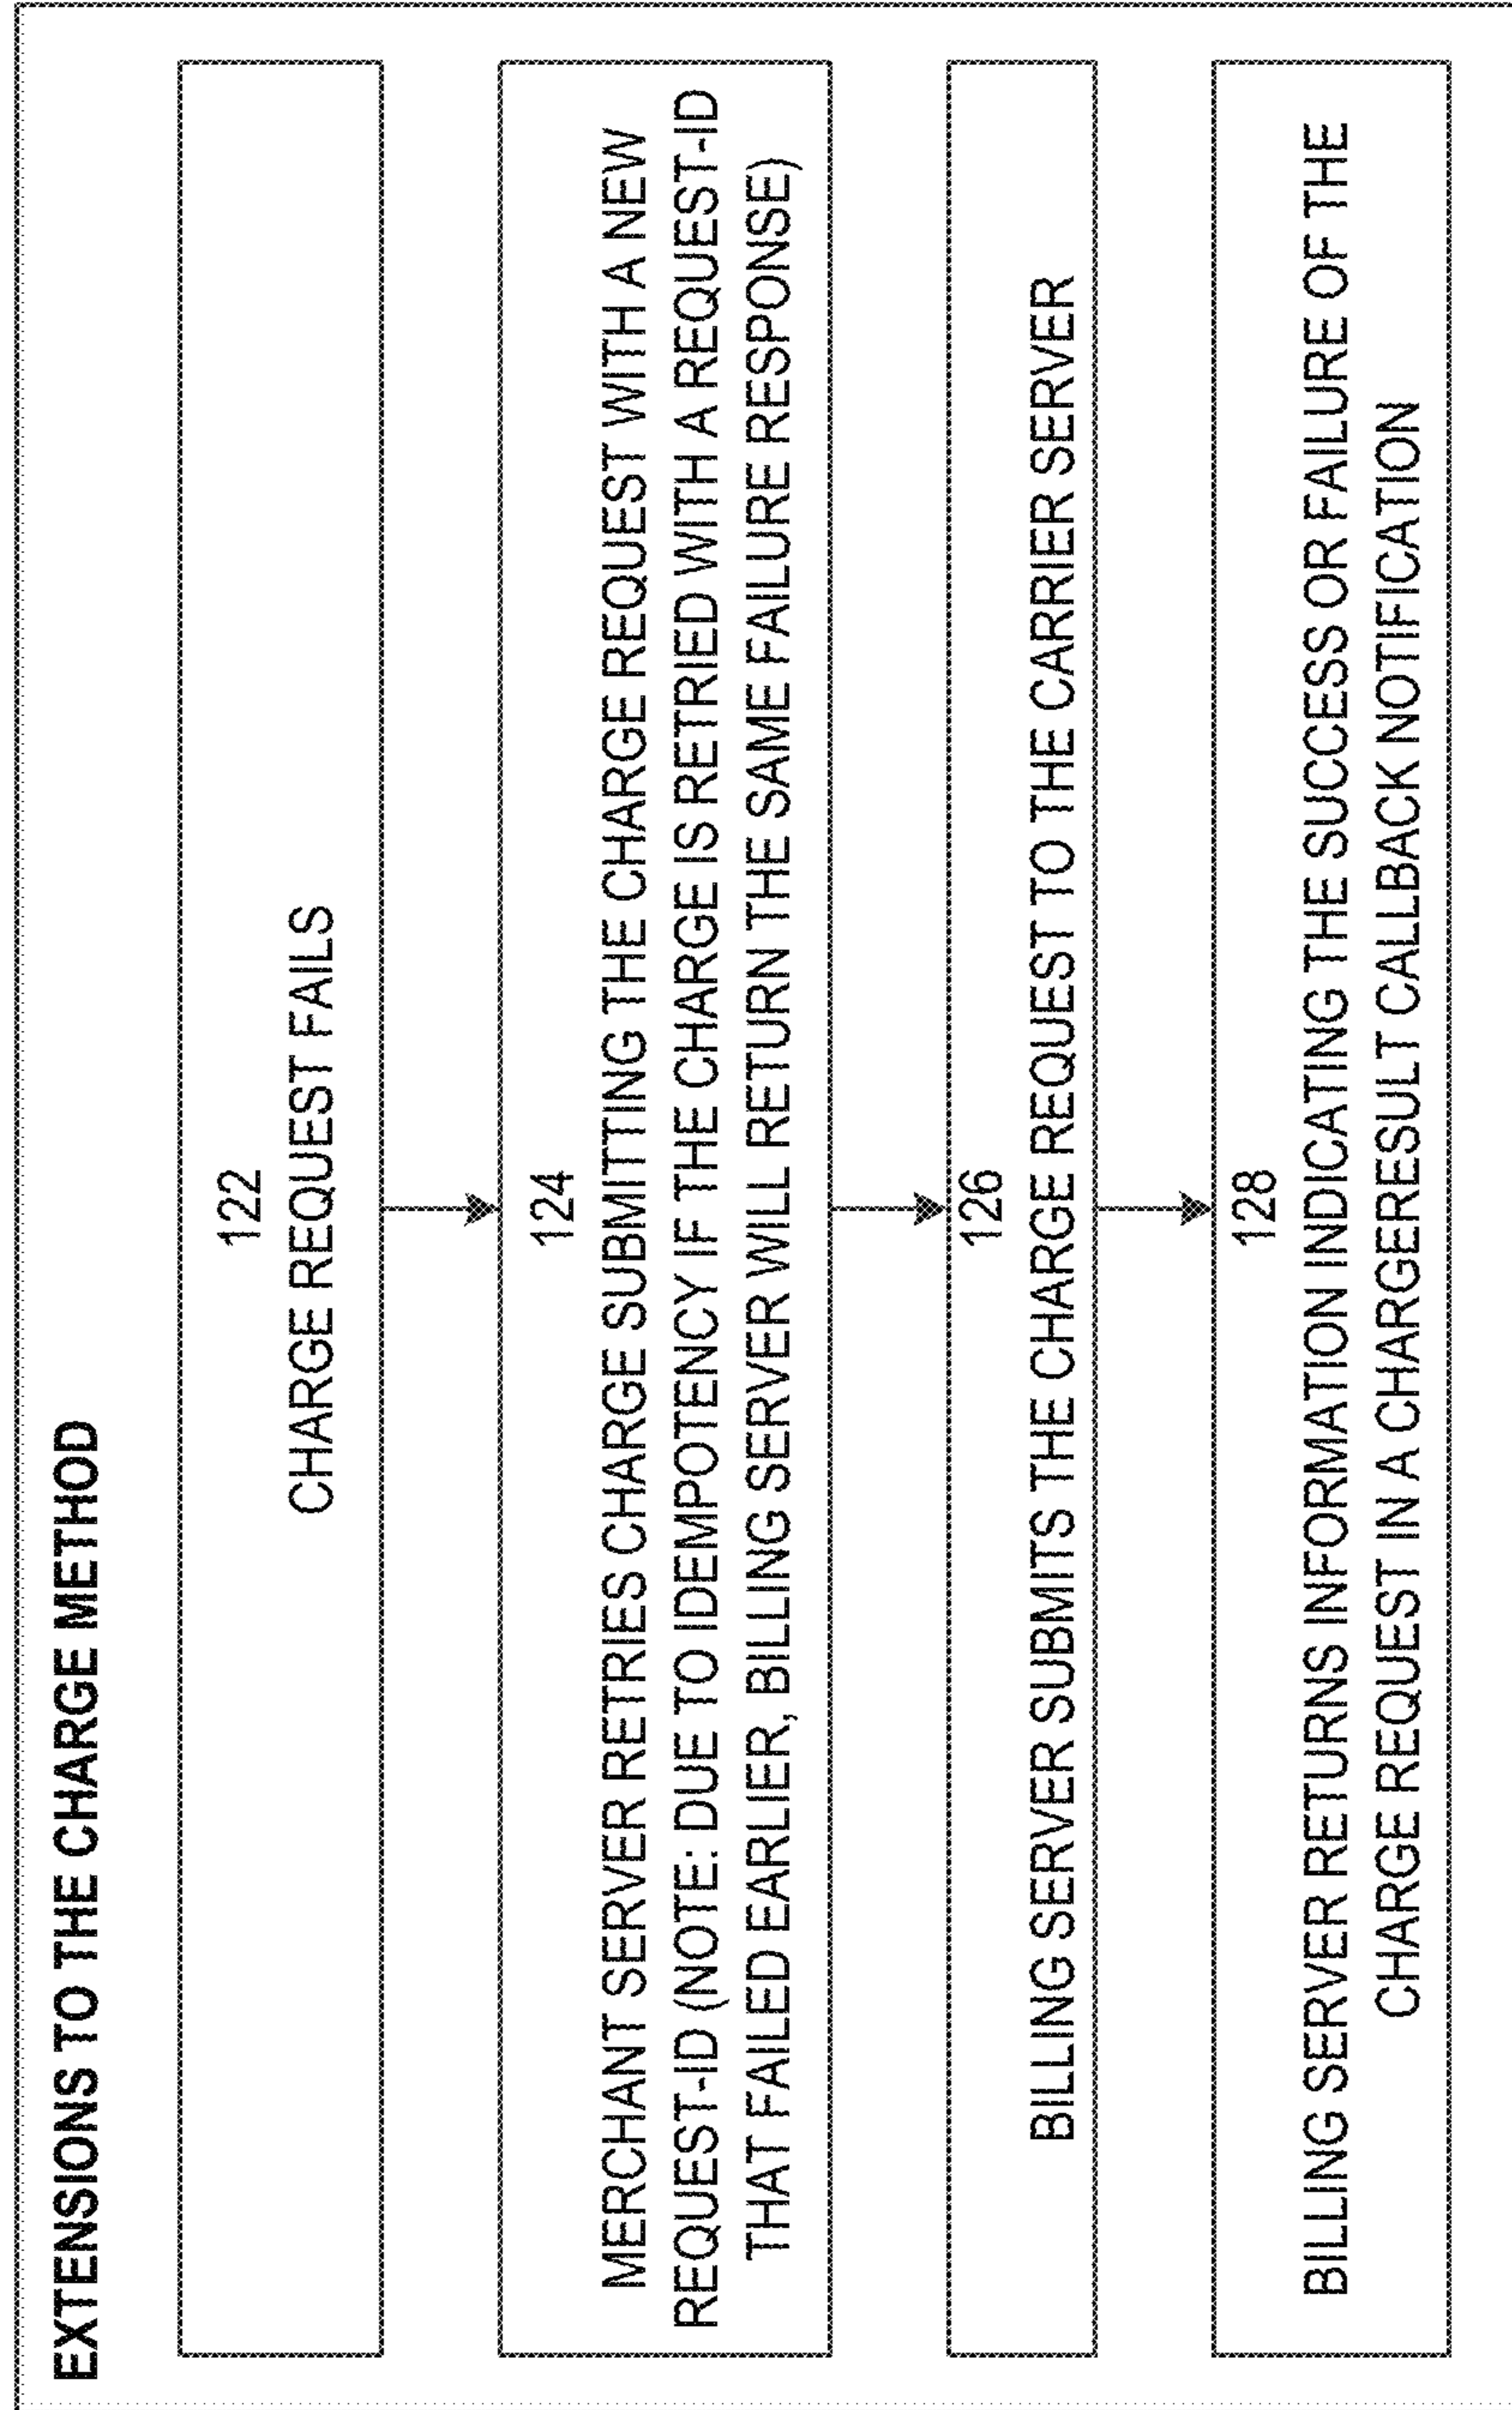 EXTENSIONS TO THE CHARGE METHOD
122
CHARGE REQUEST FAILS
124
MERCHANT SERVER RETRIES CHARGE SUBMITTING THE CHARGE REQUEST WITH A NEW
REQUEST-ID (NOTE: DUE TO IDEMPOTENCY IF THE CHARGE IS RETRIED WITH A REQUEST-ID
THAT FAILED EARLIER, BILLING SERVER WILL RETURN THE SAME FAILURE RESPONSE)
126
BILLING SERVER SUBMITS THE CHARGE REQUEST TO THE CARRIER SERVER
128
BILLING SERVER RETURNS INFORMATION INDICATING THE SUCCESS OR FAILURE OF THE
CHARGE REQUEST IN A CHARGERESULT CALLBACK NOTIFICATION